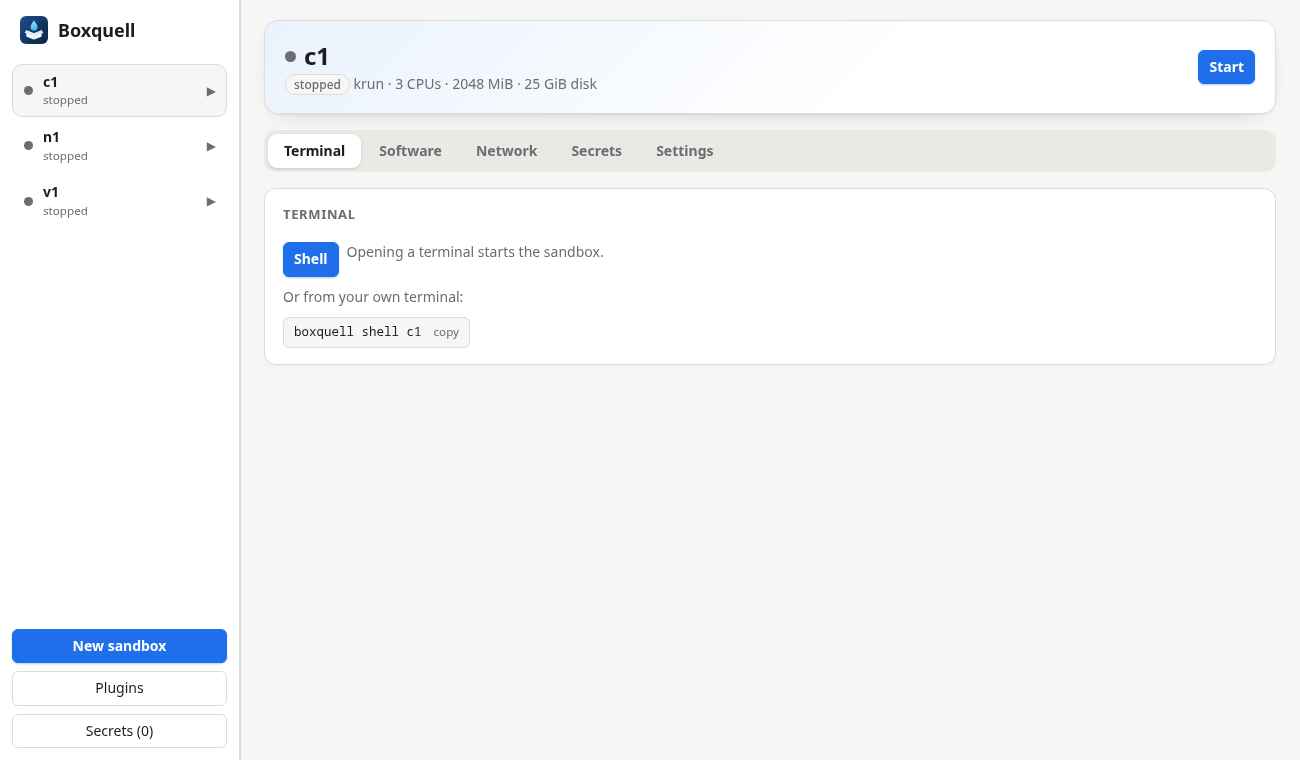 Boxquell
c1
stopped
n1
stopped
v1
stopped
New sandbox
Plugins
Secrets (0)
c1
stopped krun · 3 CPUs · 2048 MiB · 25 GiB disk
Start
Terminal Software Network Secrets Settings
TERMINAL
Shell Opening a terminal starts the sandbox.
Or from your own terminal:
boxquell shell c1 copy